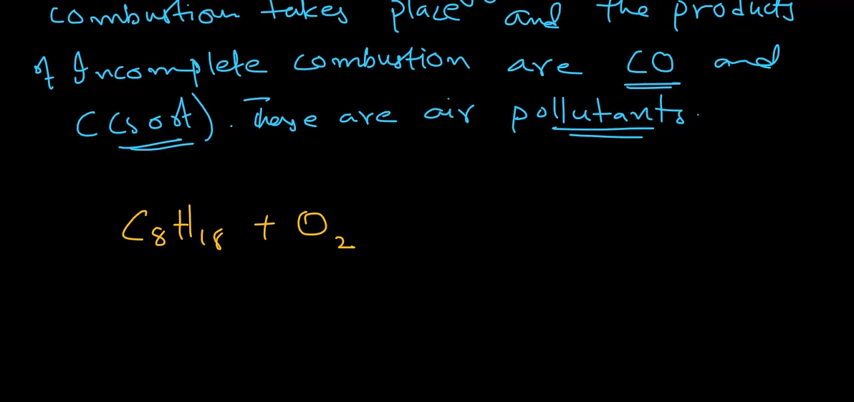 combustion takes place and the products
of Incomplete combustion are CO and
C(soot). These are air pollutants.
C₈H₁₈ + O₂